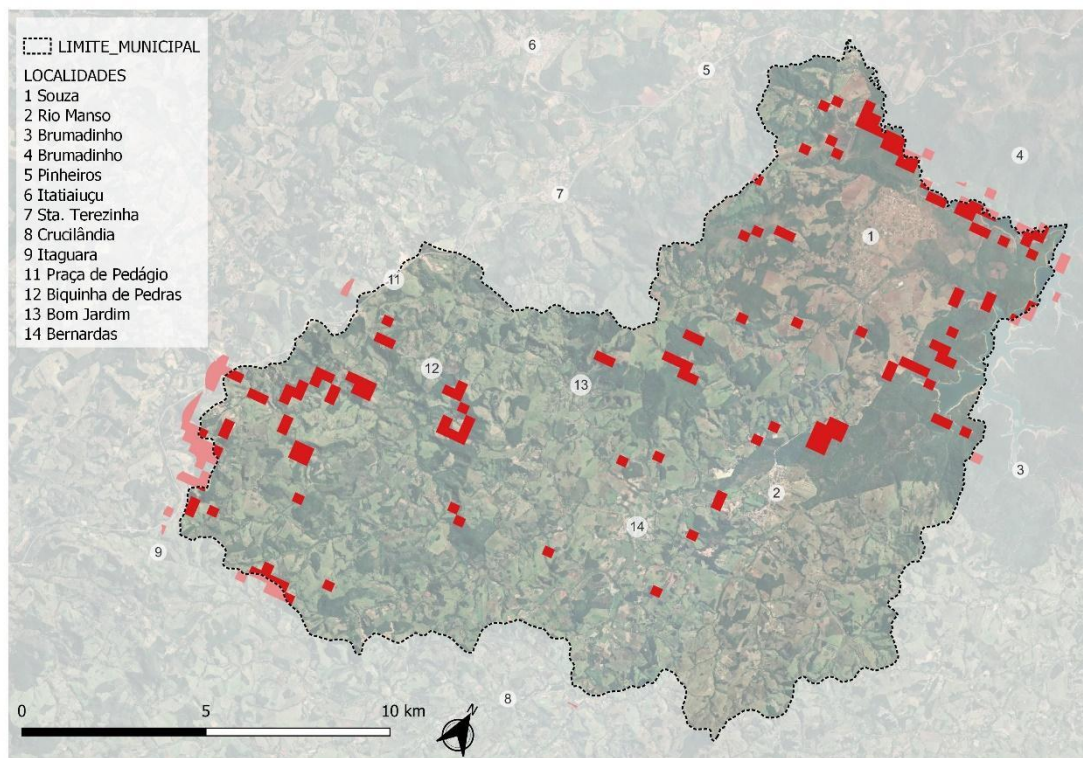 LIMITE_MUNICIPAL
LOCALIDADES
1 Souza
2 Rio Manso
3 Brumadinho
4 Brumadinho
5 Pinheiros
6 Itatiaiuçu
7 Sta. Terezinha
8 Crucilândia
9 Itaguara
11 Praça de Pedágio
12 Biquinha de Pedras
13 Bom Jardim
14 Bernardas
6
5
4
7
1
11
12
13
3
2
14
9
8
0 5 10 km
N